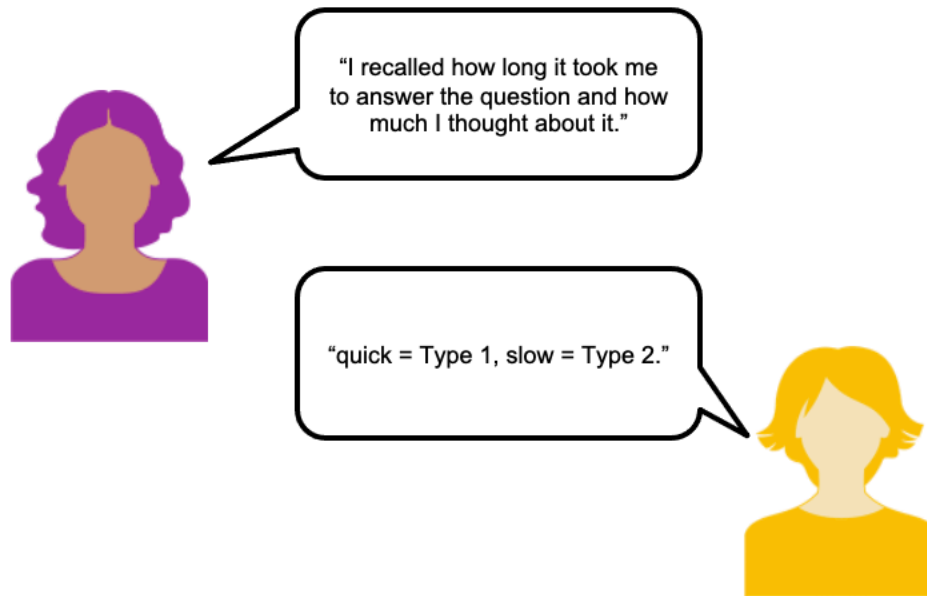 “I recalled how long it took me
to answer the question and how
much I thought about it.”
“quick = Type 1, slow = Type 2.”